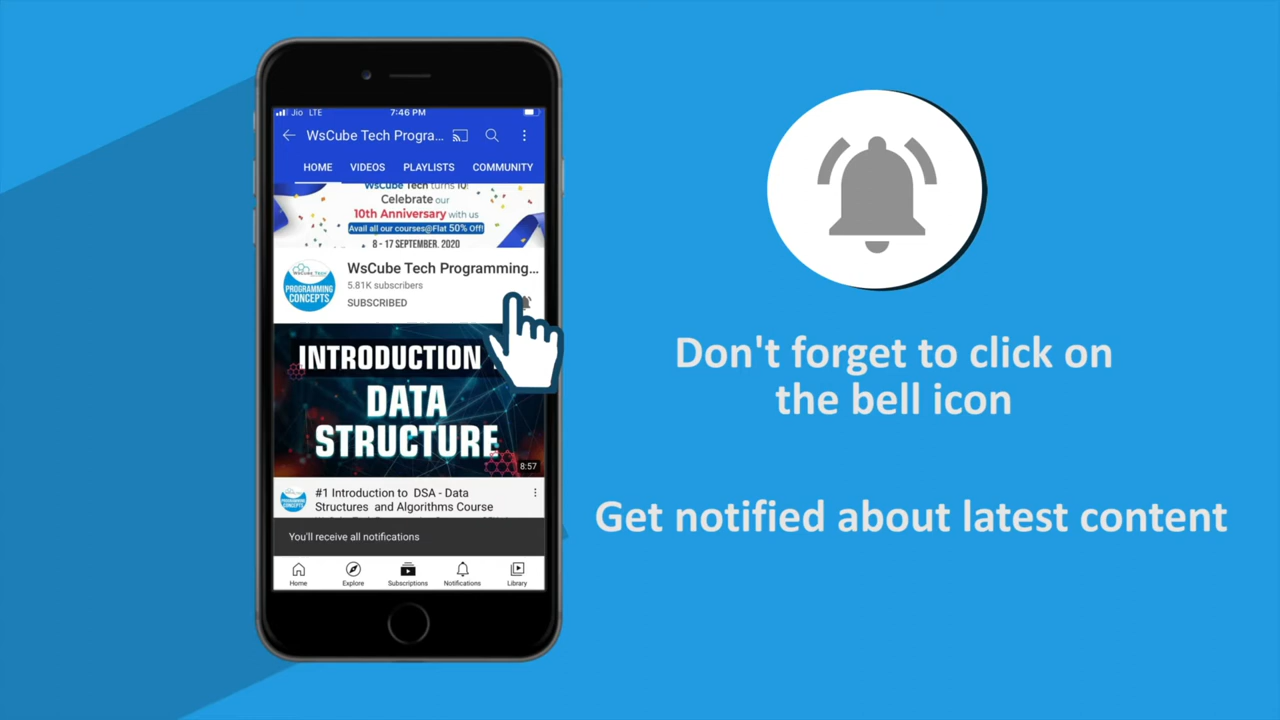 Jio LTE 7:46 PM
WsCube Tech Progra...
HOME VIDEOS PLAYLISTS COMMUNITY
WsCube Tech turns 10!
Celebrate our
10th Anniversary with us
Avail all our courses@Flat 50% Off!
8 - 17 SEPTEMBER, 2020
WsCube Tech Programming...
5.81K subscribers
SUBSCRIBED
WSCUBE TECH
PROGRAMMING
CONCEPTS
INTRODUCTION
DATA
STRUCTURE
8:57
#1 Introduction to DSA - Data
Structures and Algorithms Course
You'll receive all notifications
Home Explore Subscriptions Notifications Library
Don't forget to click on
the bell icon
Get notified about latest content